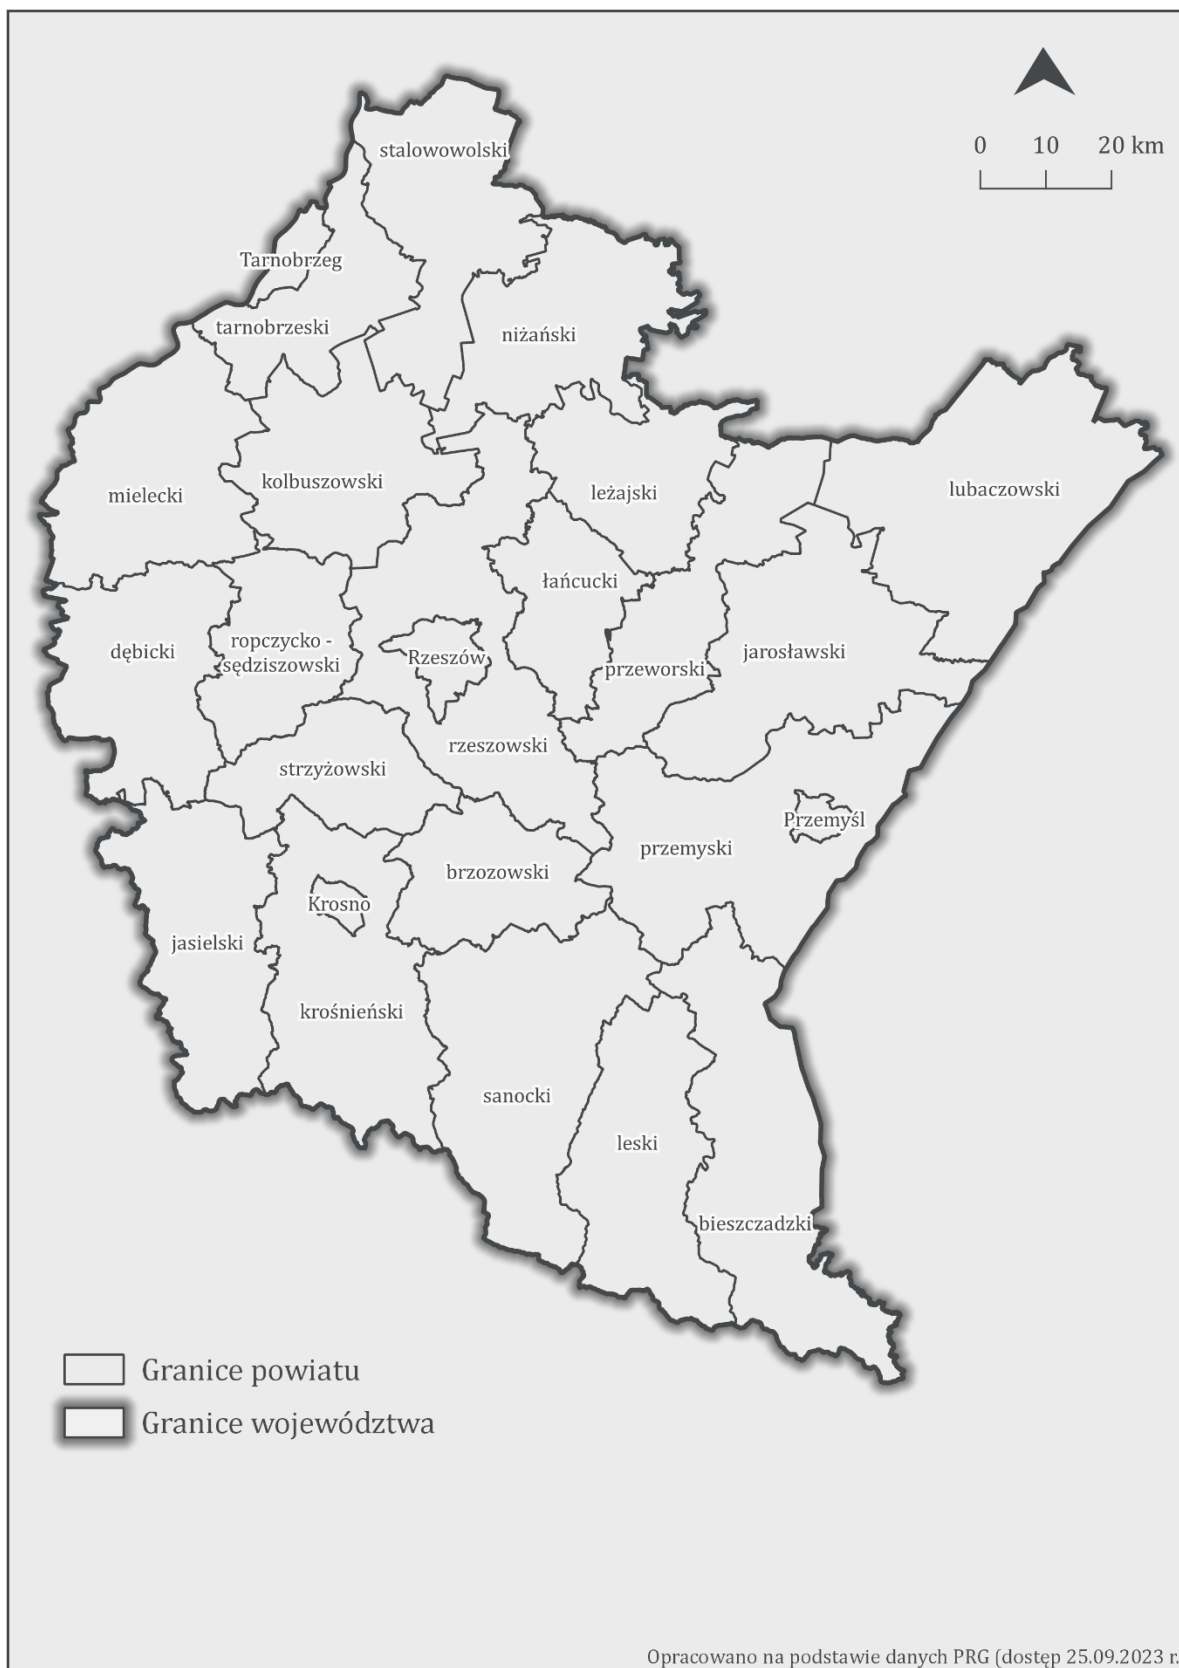 stalowowolski
0 10 20 km
Tarnobrzeg
tarnobrzeski
niżański
mielecki
kolbuszowski
leżajski
lubaczowski
łańcucki
dębicki
ropczycko -
sędziszowski
Rzeszów
przeworski
jarosławski
rzeszowski
strzyżowski
Przemyśl
przemyski
brzozowski
Krosno
jasielski
krośnieński
sanocki
leski
bieszczadzki
Granice powiatu
Granice województwa
Opracowano na podstawie danych PRG (dostęp 25.09.2023 r.